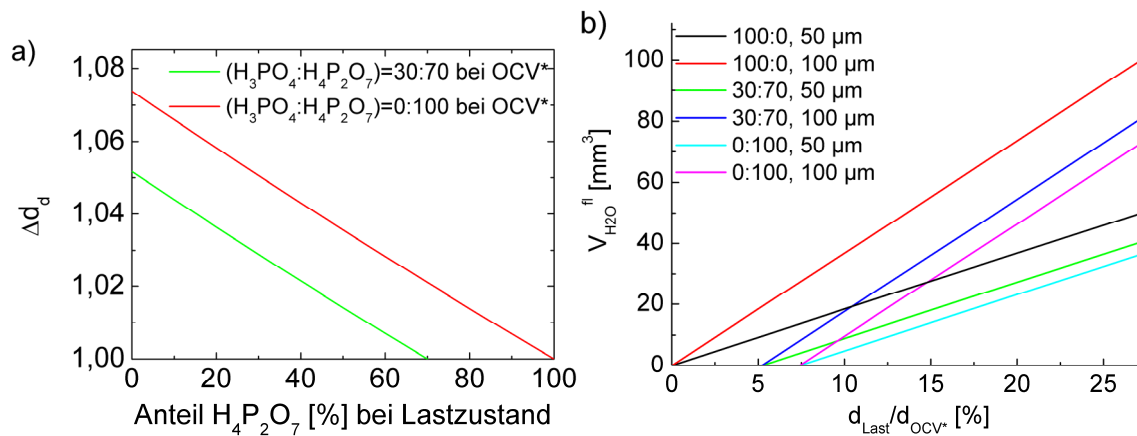 a)
1,08
1,06
1,04
1,02
1,00
Δd_d
(H₃PO₄:H₄P₂O₇)=30:70 bei OCV*
(H₃PO₄:H₄P₂O₇)=0:100 bei OCV*
0 20 40 60 80 100
Anteil H₄P₂O₇ [%] bei Lastzustand
b)
100
80
60
40
20
0
V_H2O^fl [mm³]
100:0, 50 µm
100:0, 100 µm
30:70, 50 µm
30:70, 100 µm
0:100, 50 µm
0:100, 100 µm
0 5 10 15 20 25
d_Last/d_OCV* [%]